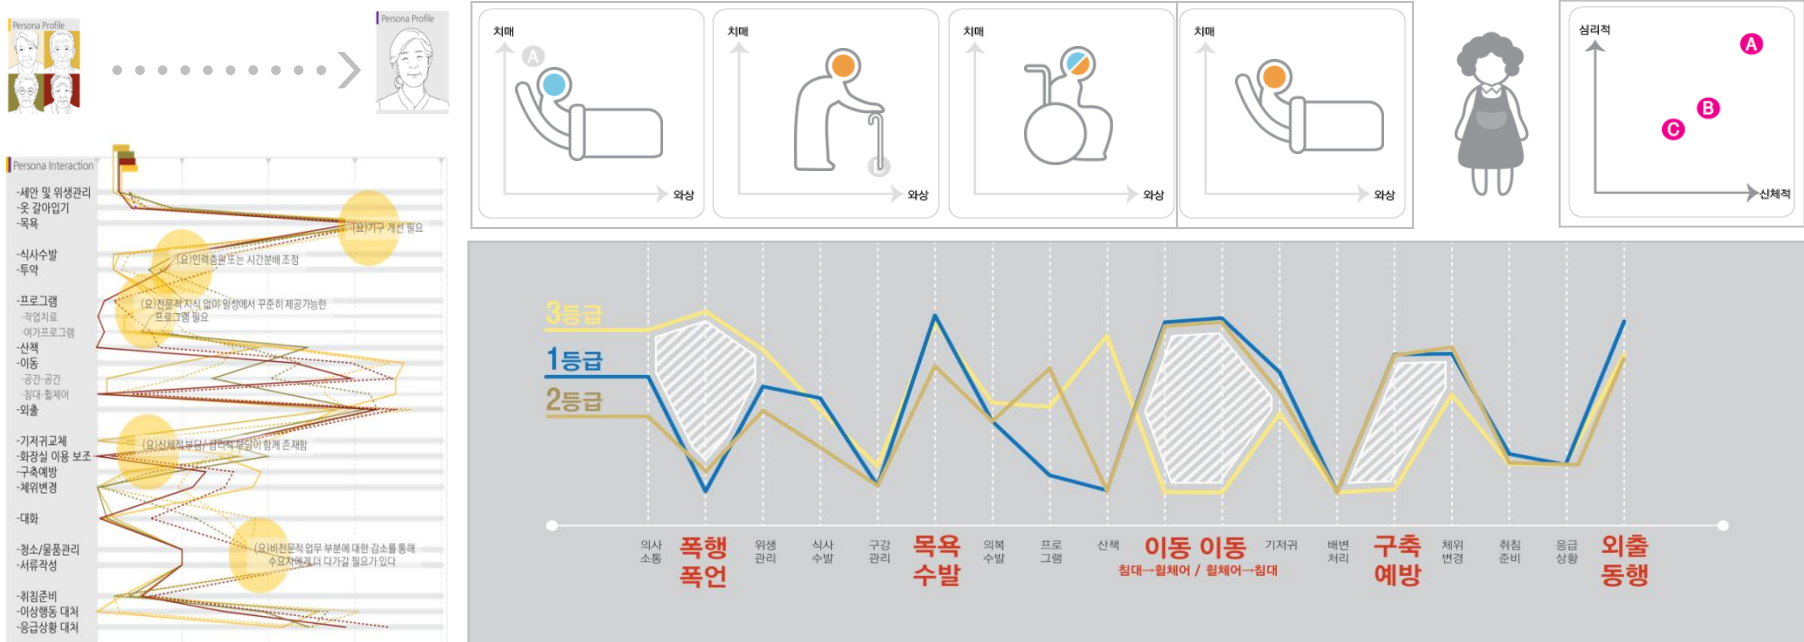 Persona Profile
Persona Profile
Persona Interaction
-세안 및 위생관리
-옷 갈아입기
-목욕
(요)기구 개선 필요
-식사수발
(요)인력충원 또는 시간분배 조정
-투약
-프로그램
(요)전문적 지식 없이 일상에서 꾸준히 제공가능한
프로그램 필요
-작업치료
-여가프로그램
-산책
-이동
-공간-공간
-침대-휠체어
-외출
-기저귀교체
(요)신체적 부담/ 심리적 부담이 함께 존재함
-화장실 이용 보조
-구축예방
-체위변경
-대화
-청소/물품관리
(요)비전문적 업무 부분에 대한 감소를 통해
수요자에게 더 다가갈 필요가 있다
-서류작성
-취침준비
-이상행동 대처
-응급상황 대처
치매
A
와상
치매
와상
치매
와상
치매
와상
심리적
A
B
C
신체적
3등급
1등급
2등급
의사
소통
폭행
폭언
위생
관리
식사
수발
구강
관리
목욕
수발
의복
수발
프로
그램
산책
이동 이동
침대→휠체어 / 휠체어→침대
기저귀
배변
처리
구축
예방
체위
변경
취침
준비
응급
상황
외출
동행